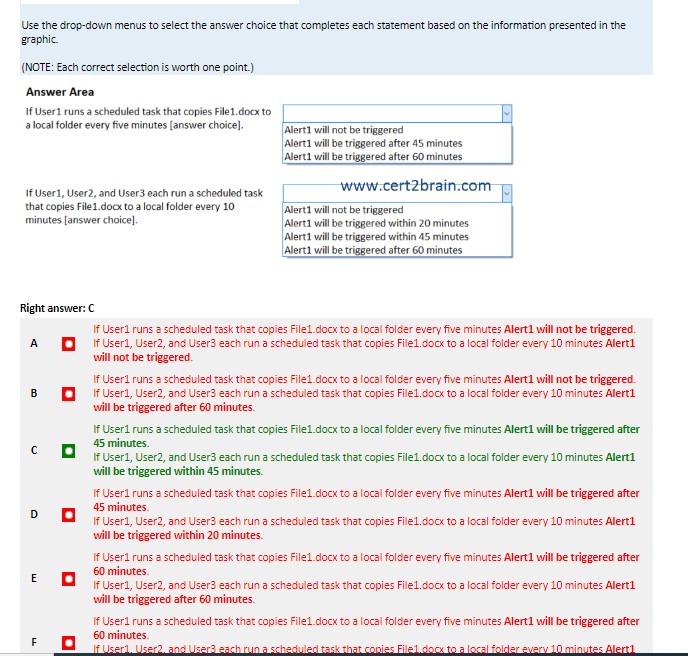 Use the drop-down menus to select the answer choice that completes each statement based on the information presented in the
graphic.
(NOTE: Each correct selection is worth one point.)
Answer Area
If User1 runs a scheduled task that copies File1.docx to
a local folder every five minutes [answer choice].
Alert1 will not be triggered
Alert1 will be triggered after 45 minutes
Alert1 will be triggered after 60 minutes
www.cert2brain.com
If User1, User2, and User3 each run a scheduled task
that copies File1.docx to a local folder every 10
minutes [answer choice].
Alert1 will not be triggered
Alert1 will be triggered within 20 minutes
Alert1 will be triggered within 45 minutes
Alert1 will be triggered after 60 minutes
Right answer: C
A
If User1 runs a scheduled task that copies File1.docx to a local folder every five minutes Alert1 will not be triggered.
If User1, User2, and User3 each run a scheduled task that copies File1.docx to a local folder every 10 minutes Alert1
will not be triggered.
B
If User1 runs a scheduled task that copies File1.docx to a local folder every five minutes Alert1 will not be triggered.
If User1, User2, and User3 each run a scheduled task that copies File1.docx to a local folder every 10 minutes Alert1
will be triggered after 60 minutes.
C
If User1 runs a scheduled task that copies File1.docx to a local folder every five minutes Alert1 will be triggered after
45 minutes.
If User1, User2, and User3 each run a scheduled task that copies File1.docx to a local folder every 10 minutes Alert1
will be triggered within 45 minutes.
D
If User1 runs a scheduled task that copies File1.docx to a local folder every five minutes Alert1 will be triggered after
45 minutes.
If User1, User2, and User3 each run a scheduled task that copies File1.docx to a local folder every 10 minutes Alert1
will be triggered within 20 minutes.
E
If User1 runs a scheduled task that copies File1.docx to a local folder every five minutes Alert1 will be triggered after
60 minutes.
If User1, User2, and User3 each run a scheduled task that copies File1.docx to a local folder every 10 minutes Alert1
will be triggered after 60 minutes.
F
If User1 runs a scheduled task that copies File1.docx to a local folder every five minutes Alert1 will be triggered after
60 minutes.
If User1, User2, and User3 each run a scheduled task that copies File1.docx to a local folder every 10 minutes Alert1